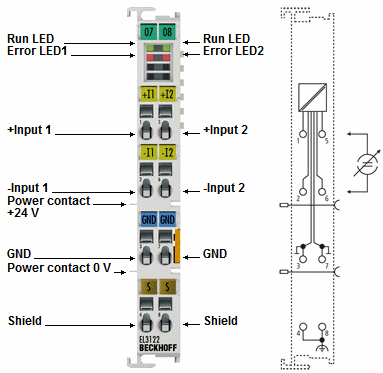 07 08
Run LED
Run LED
Error LED1
Error LED2
+I1 +I2
+Input 1
+Input 2
1 5
-I1 -I2
-Input 1
-Input 2
2 6
Power contact
+24 V
GND GND
GND
GND
3 7
Power contact 0 V
S S
4 8
Shield
Shield
EL3122
BECKHOFF